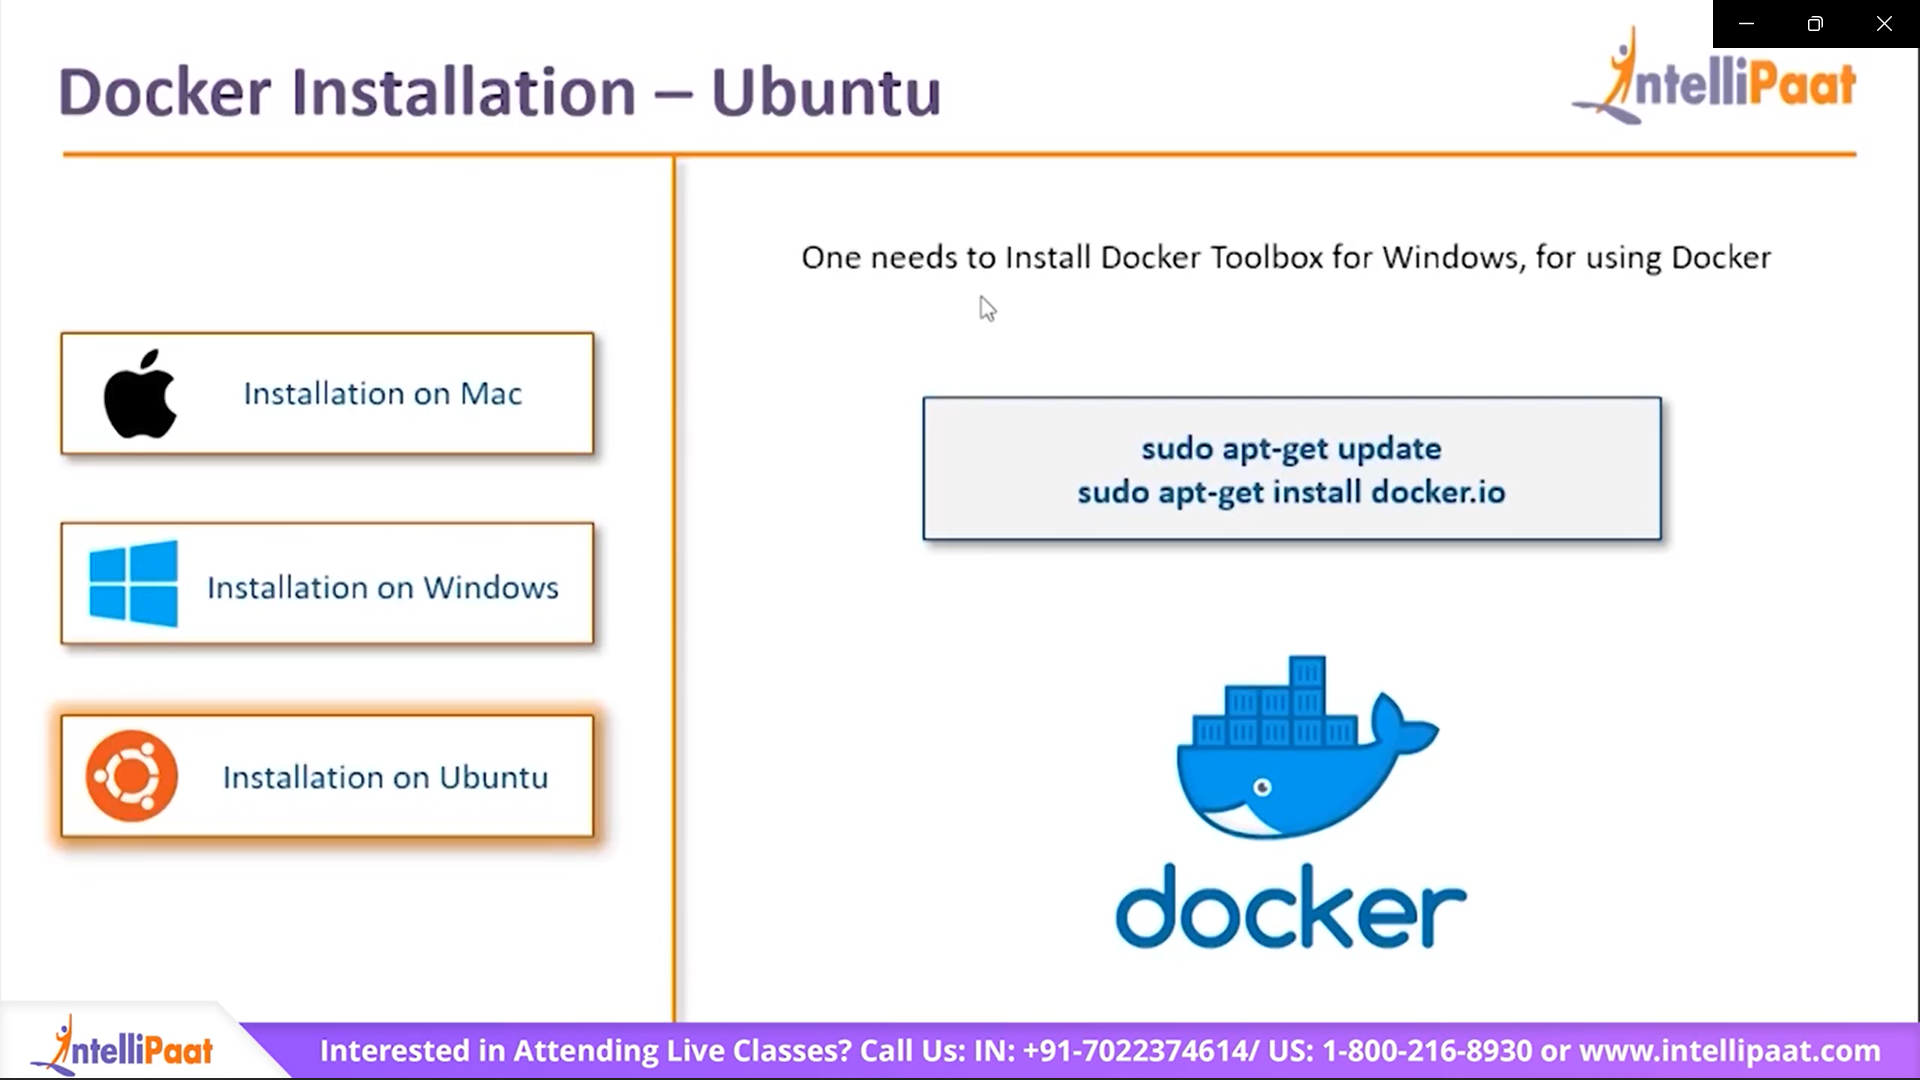 Docker Installation – Ubuntu
IntelliPaat
One needs to Install Docker Toolbox for Windows, for using Docker
Installation on Mac
sudo apt-get update
sudo apt-get install docker.io
Installation on Windows
Installation on Ubuntu
docker
IntelliPaat
Interested in Attending Live Classes? Call Us: IN: +91-7022374614/ US: 1-800-216-8930 or www.intellipaat.com